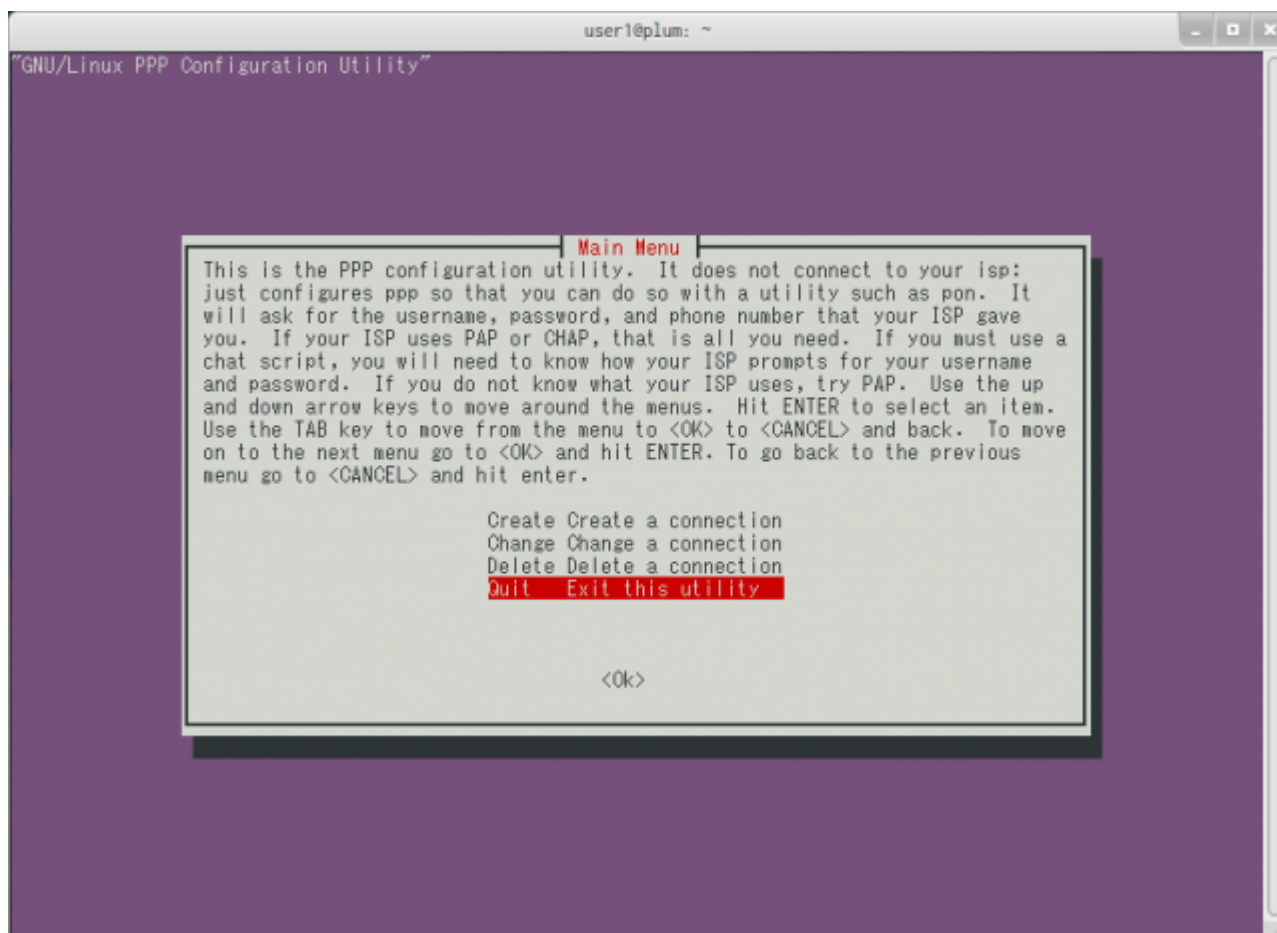 user1@plum: ~
"GNU/Linux PPP Configuration Utility"
Main Menu
This is the PPP configuration utility.  It does not connect to your isp:
just configures ppp so that you can do so with a utility such as pon.  It
will ask for the username, password, and phone number that your ISP gave
you.  If your ISP uses PAP or CHAP, that is all you need.  If you must use a
chat script, you will need to know how your ISP prompts for your username
and password.  If you do not know what your ISP uses, try PAP.  Use the up
and down arrow keys to move around the menus.  Hit ENTER to select an item.
Use the TAB key to move from the menu to <OK> to <CANCEL> and back.  To move
on to the next menu go to <OK> and hit ENTER. To go back to the previous
menu go to <CANCEL> and hit enter.
Create Create a connection
Change Change a connection
Delete Delete a connection
Quit   Exit this utility
<Ok>